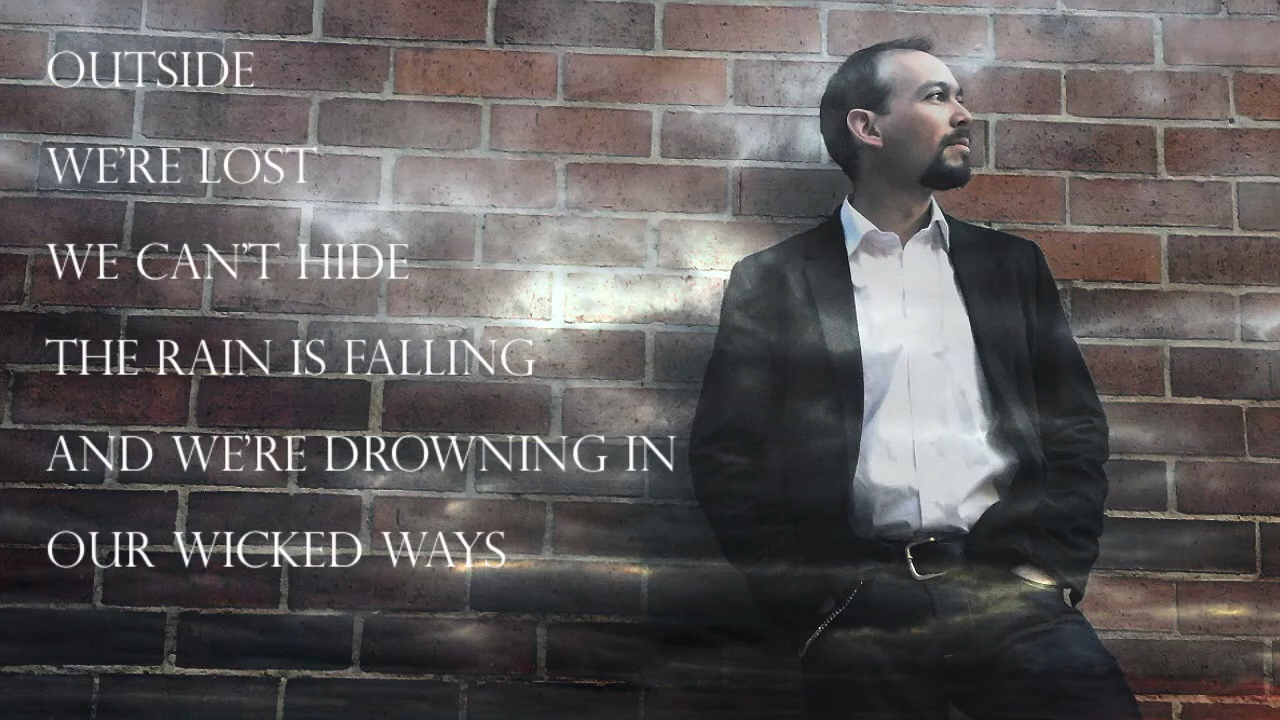 OUTSIDE
WE'RE LOST
WE CAN'T HIDE
THE RAIN IS FALLING
AND WE'RE DROWNING IN
OUR WICKED WAYS